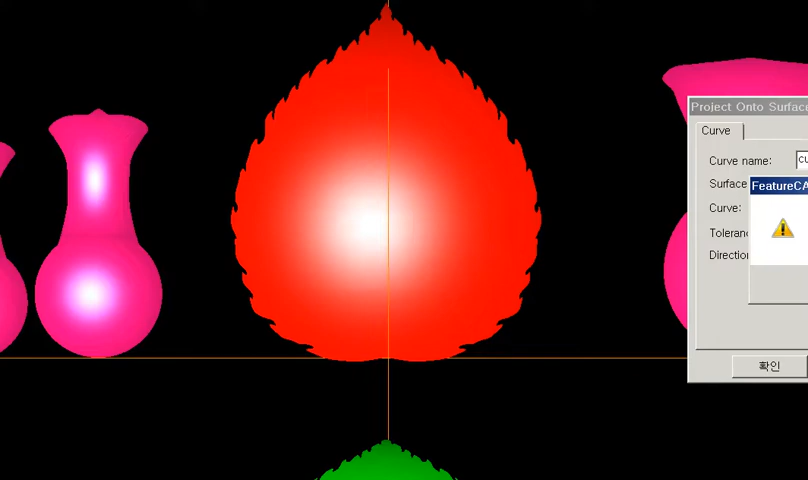 Project Onto Surface
Curve
Curve name:
Surface
FeatureCA
Curve:
Toleranc
Direction
확인